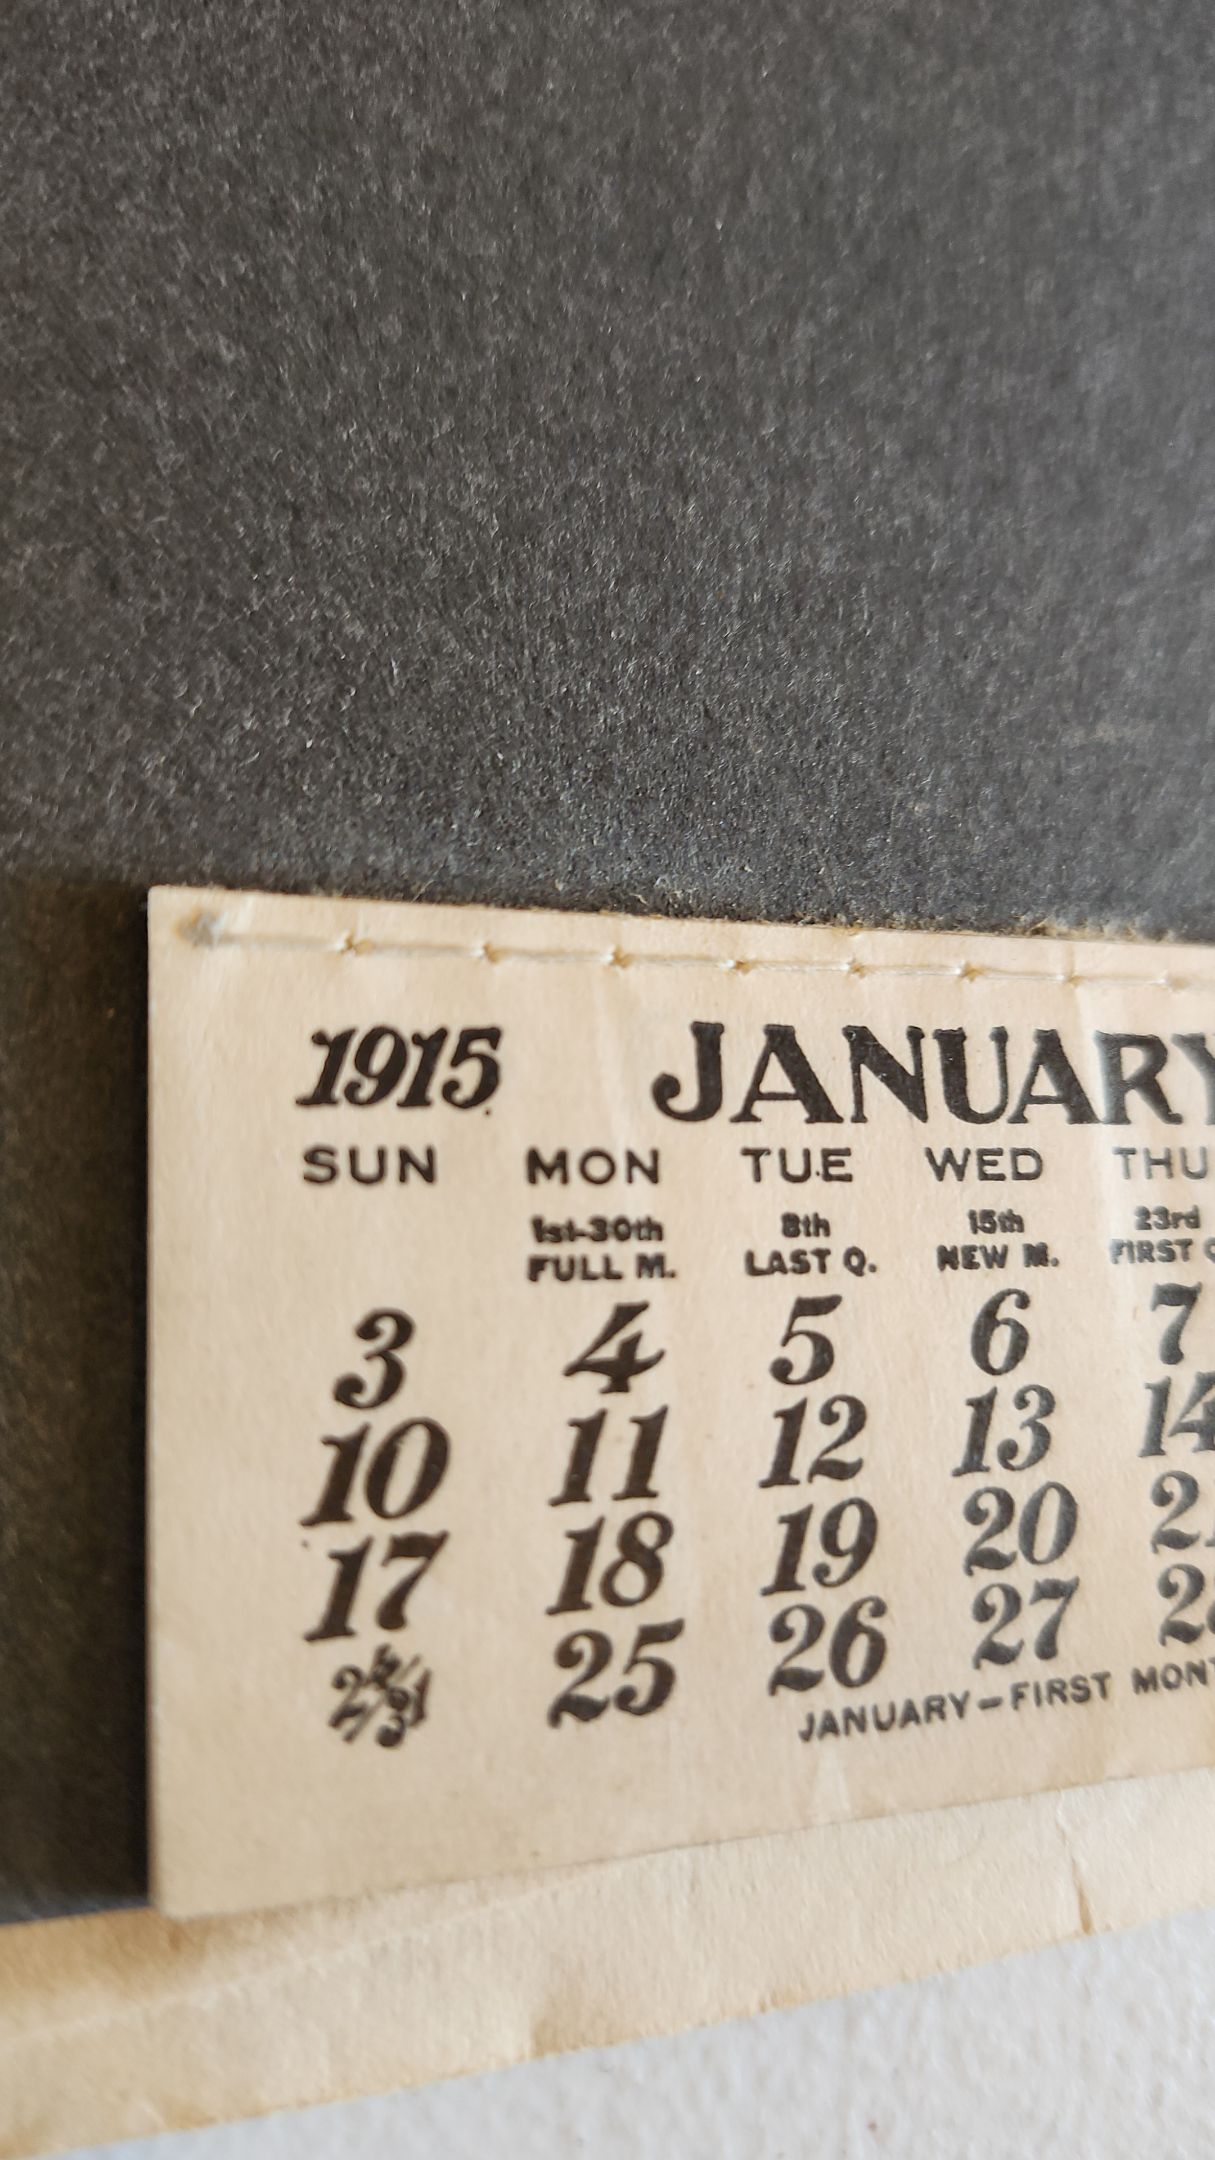 1915 JANUARY
SUN MON TUE WED THU
1st-30th 8th 15th 23rd
FULL M. LAST Q. NEW M. FIRST
3 4 5 6 7
10 11 12 13 14
17 18 19 20
24/31 25 26 27
JANUARY-FIRST